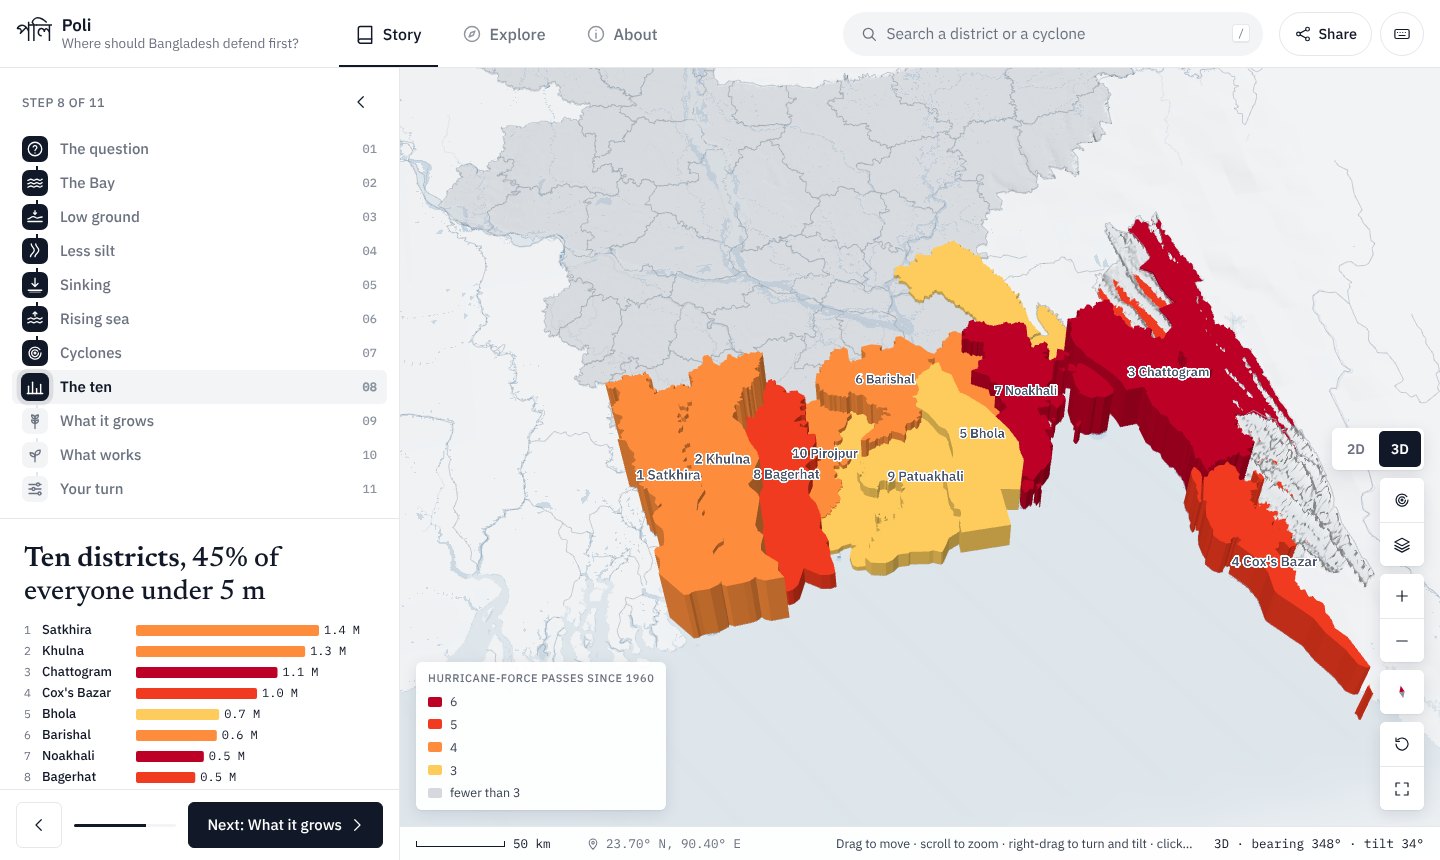 পলি
Poli
Where should Bangladesh defend first?
Story
Explore
About
Search a district or a cyclone
/
Share
STEP 8 OF 11
The question 01
The Bay 02
Low ground 03
Less silt 04
Sinking 05
Rising sea 06
Cyclones 07
The ten 08
What it grows 09
What works 10
Your turn 11
Ten districts, 45% of
everyone under 5 m
1 Satkhira 1.4 M
2 Khulna 1.3 M
3 Chattogram 1.1 M
4 Cox's Bazar 1.0 M
5 Bhola 0.7 M
6 Barishal 0.6 M
7 Noakhali 0.5 M
8 Bagerhat 0.5 M
Next: What it grows
3 Chattogram
6 Barishal
7 Noakhali
5 Bhola
10 Pirojpur
2 Khulna
1 Satkhira
8 Bagerhat
9 Patuakhali
4 Cox's Bazar
2D
3D
HURRICANE-FORCE PASSES SINCE 1960
6
5
4
3
fewer than 3
50 km
23.70° N, 90.40° E
Drag to move · scroll to zoom · right-drag to turn and tilt · click...
3D · bearing 348° · tilt 34°